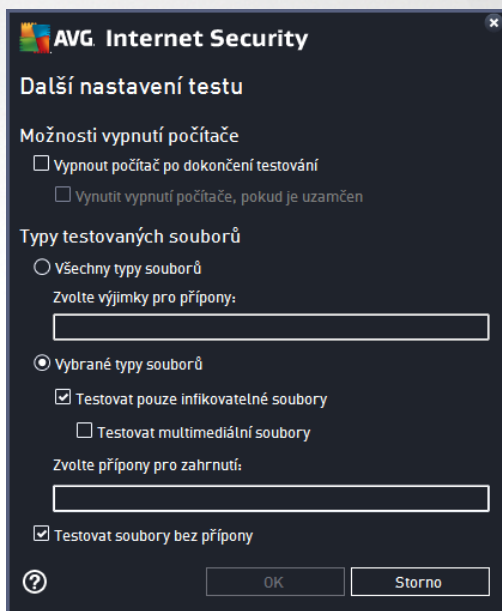 AVG Internet Security
Další nastavení testu
Možnosti vypnutí počítače
Vypnout počítač po dokončení testování
Vynutit vypnutí počítače, pokud je uzamčen
Typy testovaných souborů
Všechny typy souborů
Zvolte výjimky pro přípony:
Vybrané typy souborů
Testovat pouze infikovatelné soubory
Testovat multimediální soubory
Zvolte přípony pro zahrnutí:
Testovat soubory bez přípony
?
OK
Storno